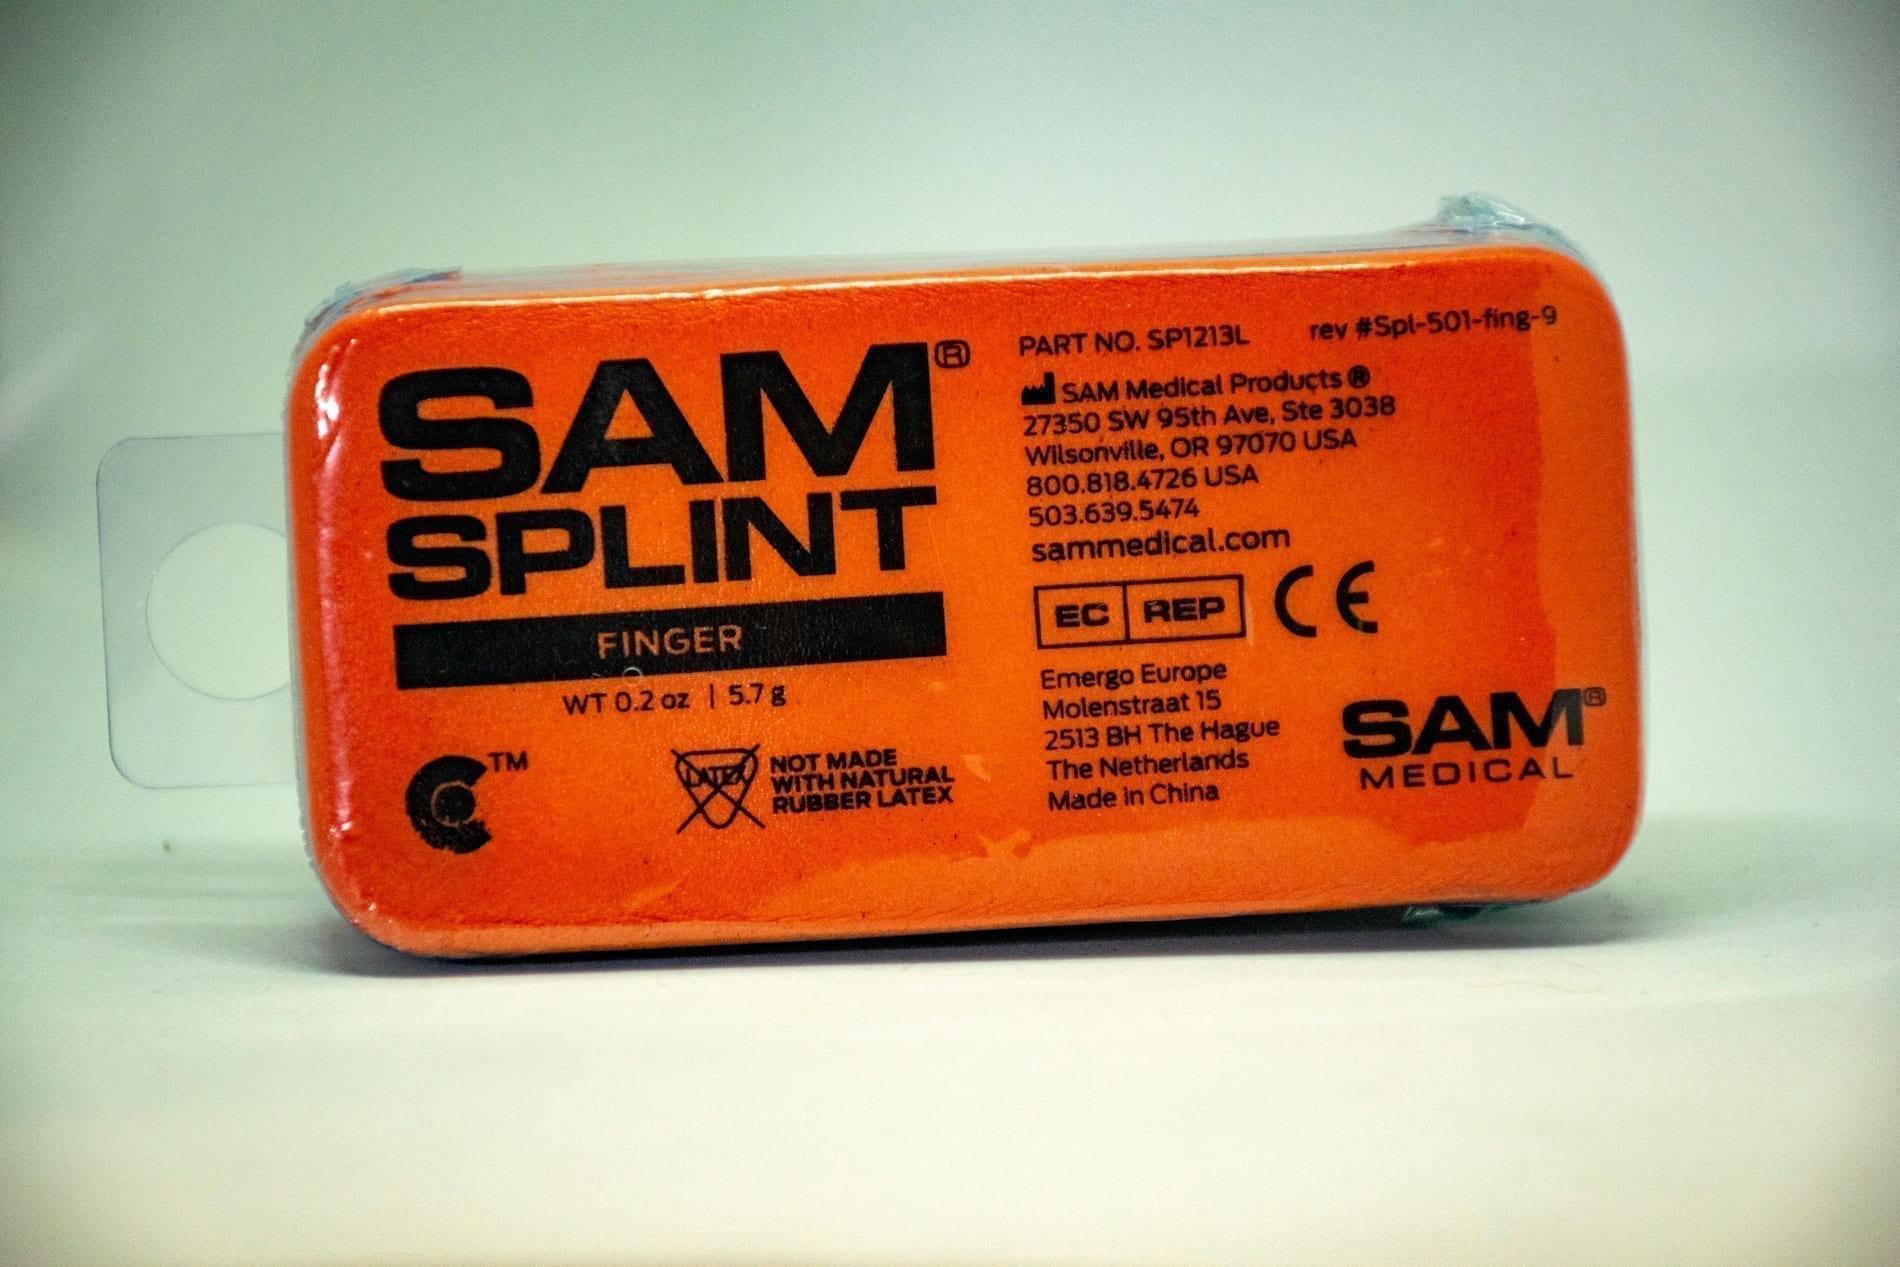 SAM®
SPLINT
FINGER
WT 0.2 oz | 5.7 g
C™
LATEX
NOT MADE
WITH NATURAL
RUBBER LATEX
PART NO. SP1213L rev #Spl-501-fing-9
SAM Medical Products ®
27350 SW 95th Ave, Ste 3038
Wilsonville, OR 97070 USA
800.818.4726 USA
503.639.5474
sammedical.com
EC REP CE
Emergo Europe
Molenstraat 15
2513 BH The Hague
The Netherlands
Made in China
SAM®
MEDICAL